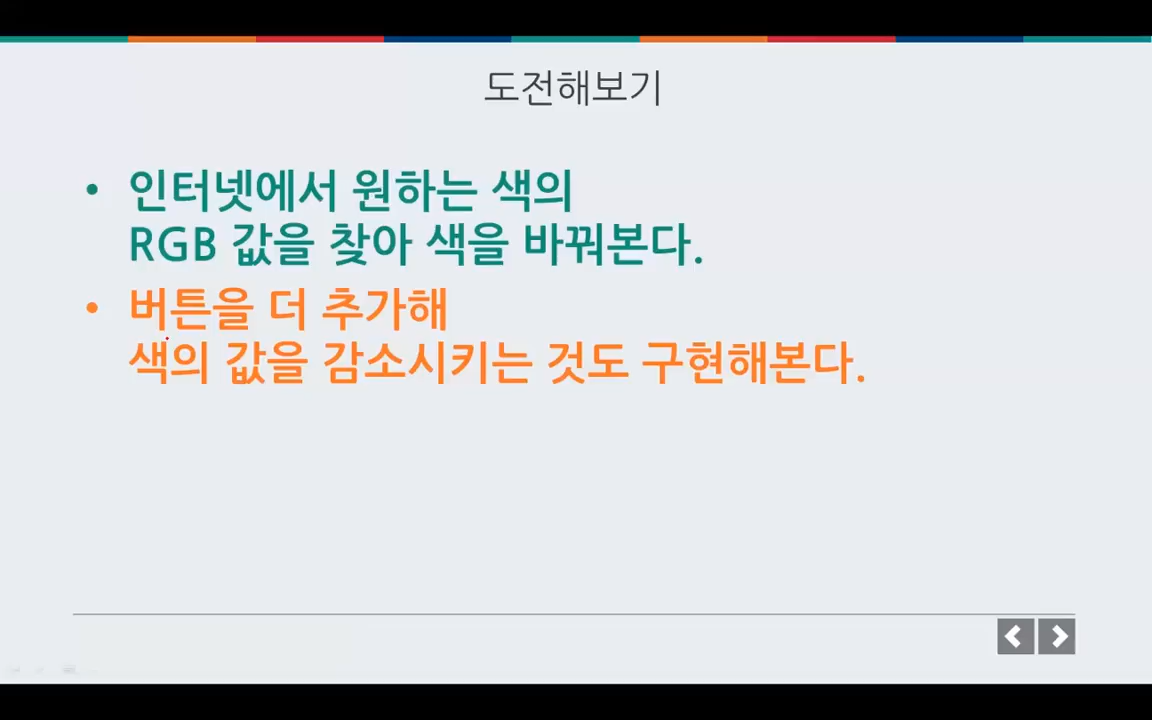 도전해보기
• 인터넷에서 원하는 색의
RGB 값을 찾아 색을 바꿔본다.
• 버튼을 더 추가해
색의 값을 감소시키는 것도 구현해본다.